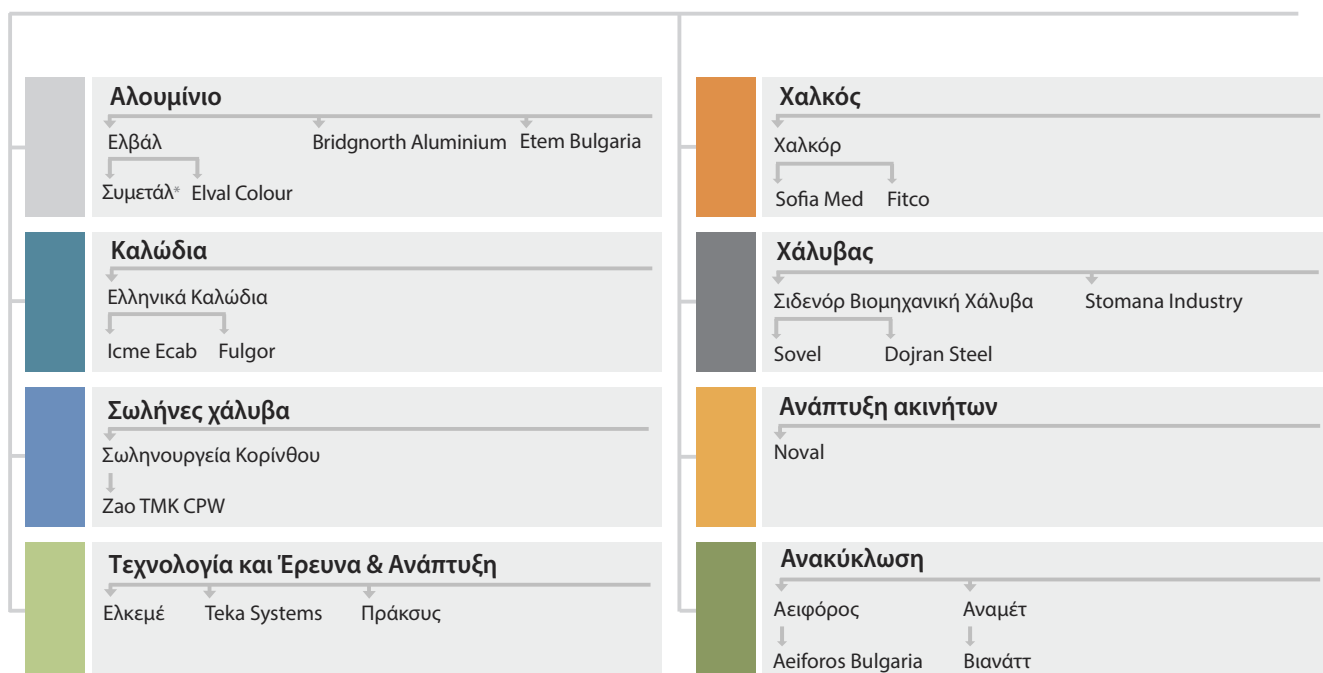 Αλουμίνιο
Ελβάλ
Bridgnorth Aluminium
Etem Bulgaria
Συμετάλ*
Elval Colour
Καλώδια
Ελληνικά Καλώδια
Icme Ecab
Fulgor
Σωλήνες χάλυβα
Σωληνουργεία Κορίνθου
Zao TMK CPW
Τεχνολογία και Έρευνα & Ανάπτυξη
Ελκεμέ
Teka Systems
Πράκσυς
Χαλκός
Χαλκόρ
Sofia Med
Fitco
Χάλυβας
Σιδενόρ Βιομηχανική Χάλυβα
Stomana Industry
Sovel
Dojran Steel
Ανάπτυξη ακινήτων
Noval
Ανακύκλωση
Αειφόρος
Αναμέτ
Aeiforos Bulgaria
Βιανάττ